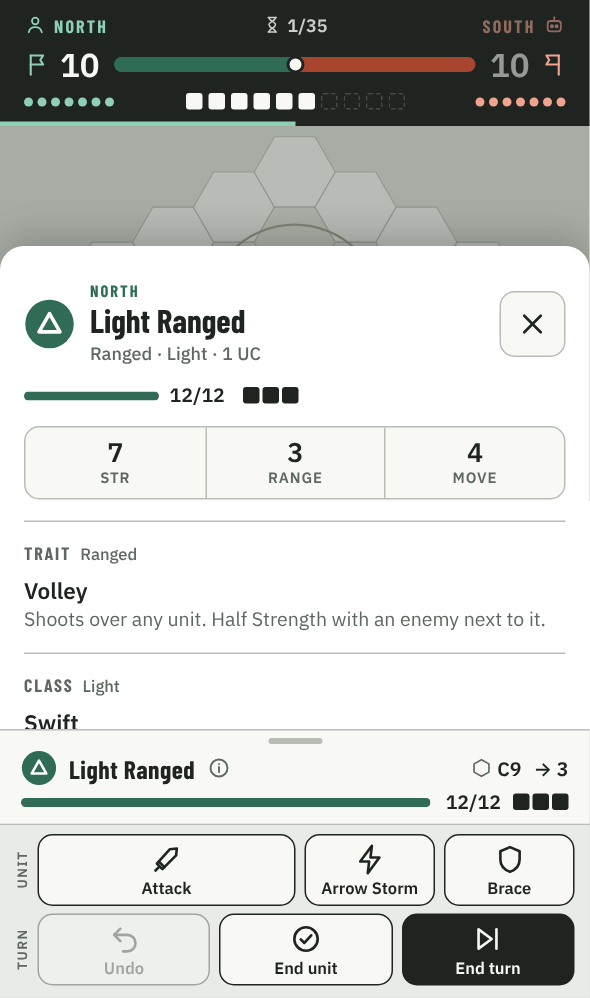 NORTH
1/35
SOUTH
10
10
NORTH
Light Ranged
Ranged · Light · 1 UC
12/12
7
3
4
STR
RANGE
MOVE
TRAIT Ranged
Volley
Shoots over any unit. Half Strength with an enemy next to it.
CLASS Light
Swift
Light Ranged
C9 → 3
12/12
UNIT
Attack
Arrow Storm
Brace
TURN
Undo
End unit
End turn